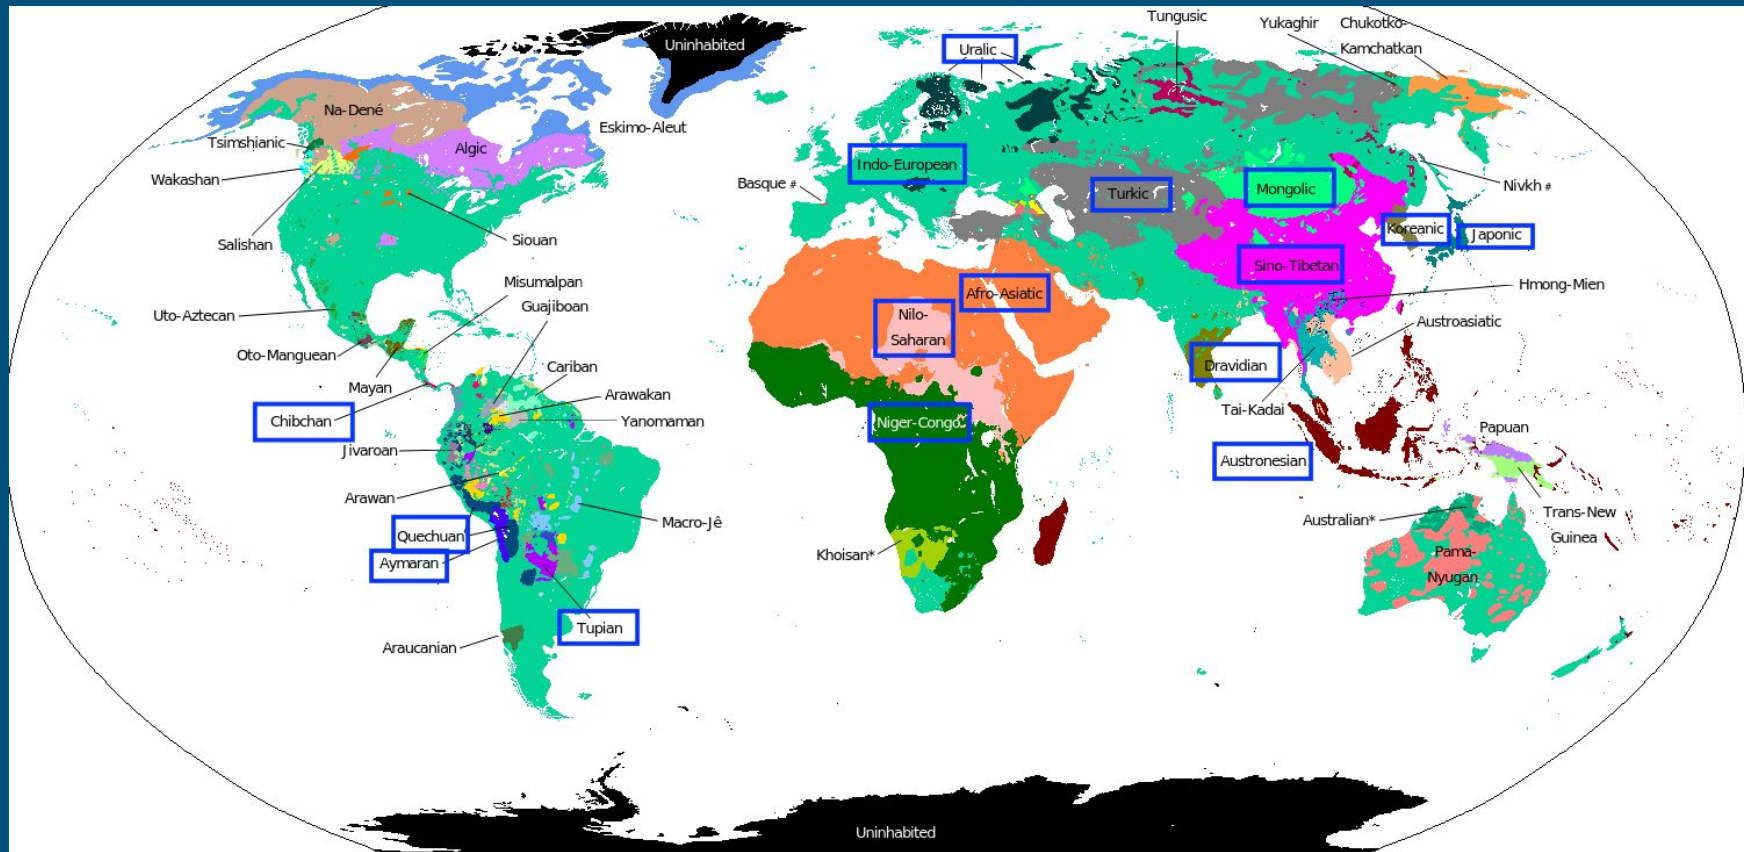 Tungusic
Yukaghir
Chukotko-
Kamchatkan
Uninhabited
Uralic
Na-Dené
Eskimo-Aleut
Tsimshianic
Algic
Wakashan
Indo-European
Basque #
Turkic
Mongolic
Nivkh #
Salishan
Siouan
Koreanic
Japonic
Sino-Tibetan
Misumalpan
Guajiboan
Afro-Asiatic
Hmong-Mien
Uto-Aztecan
Nilo-
Saharan
Austroasiatic
Oto-Manguean
Mayan
Cariban
Dravidian
Arawakan
Tai-Kadai
Chibchan
Yanomaman
Niger-Congo
Papuan
Jivaroan
Austronesian
Arawan
Macro-Jê
Australian*
Trans-New
Guinea
Quechuan
Aymaran
Khoisan*
Pama-
Nyugan
Tupian
Araucanian
Uninhabited